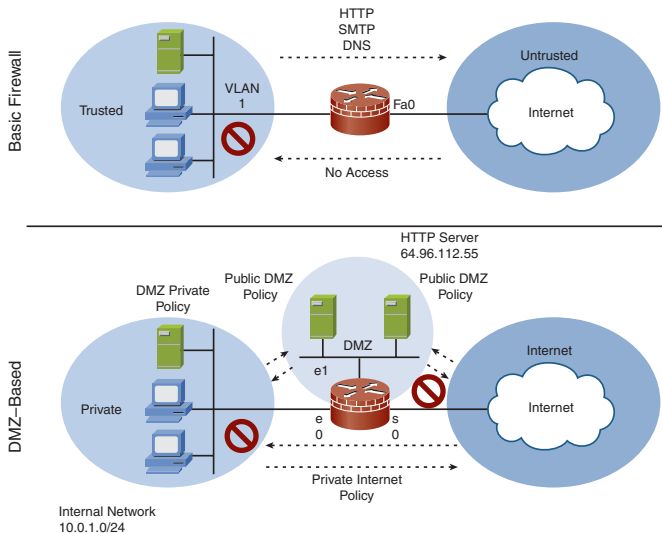 Basic Firewall
HTTP
SMTP
DNS
Untrusted
Trusted
VLAN
1
Fa0
Internet
No Access
DMZ–Based
HTTP Server
64.96.112.55
Public DMZ
Policy
Public DMZ
Policy
DMZ Private
Policy
DMZ
e1
Internet
Private
Internet
e
0
s
0
Private Internet
Policy
Internal Network
10.0.1.0/24